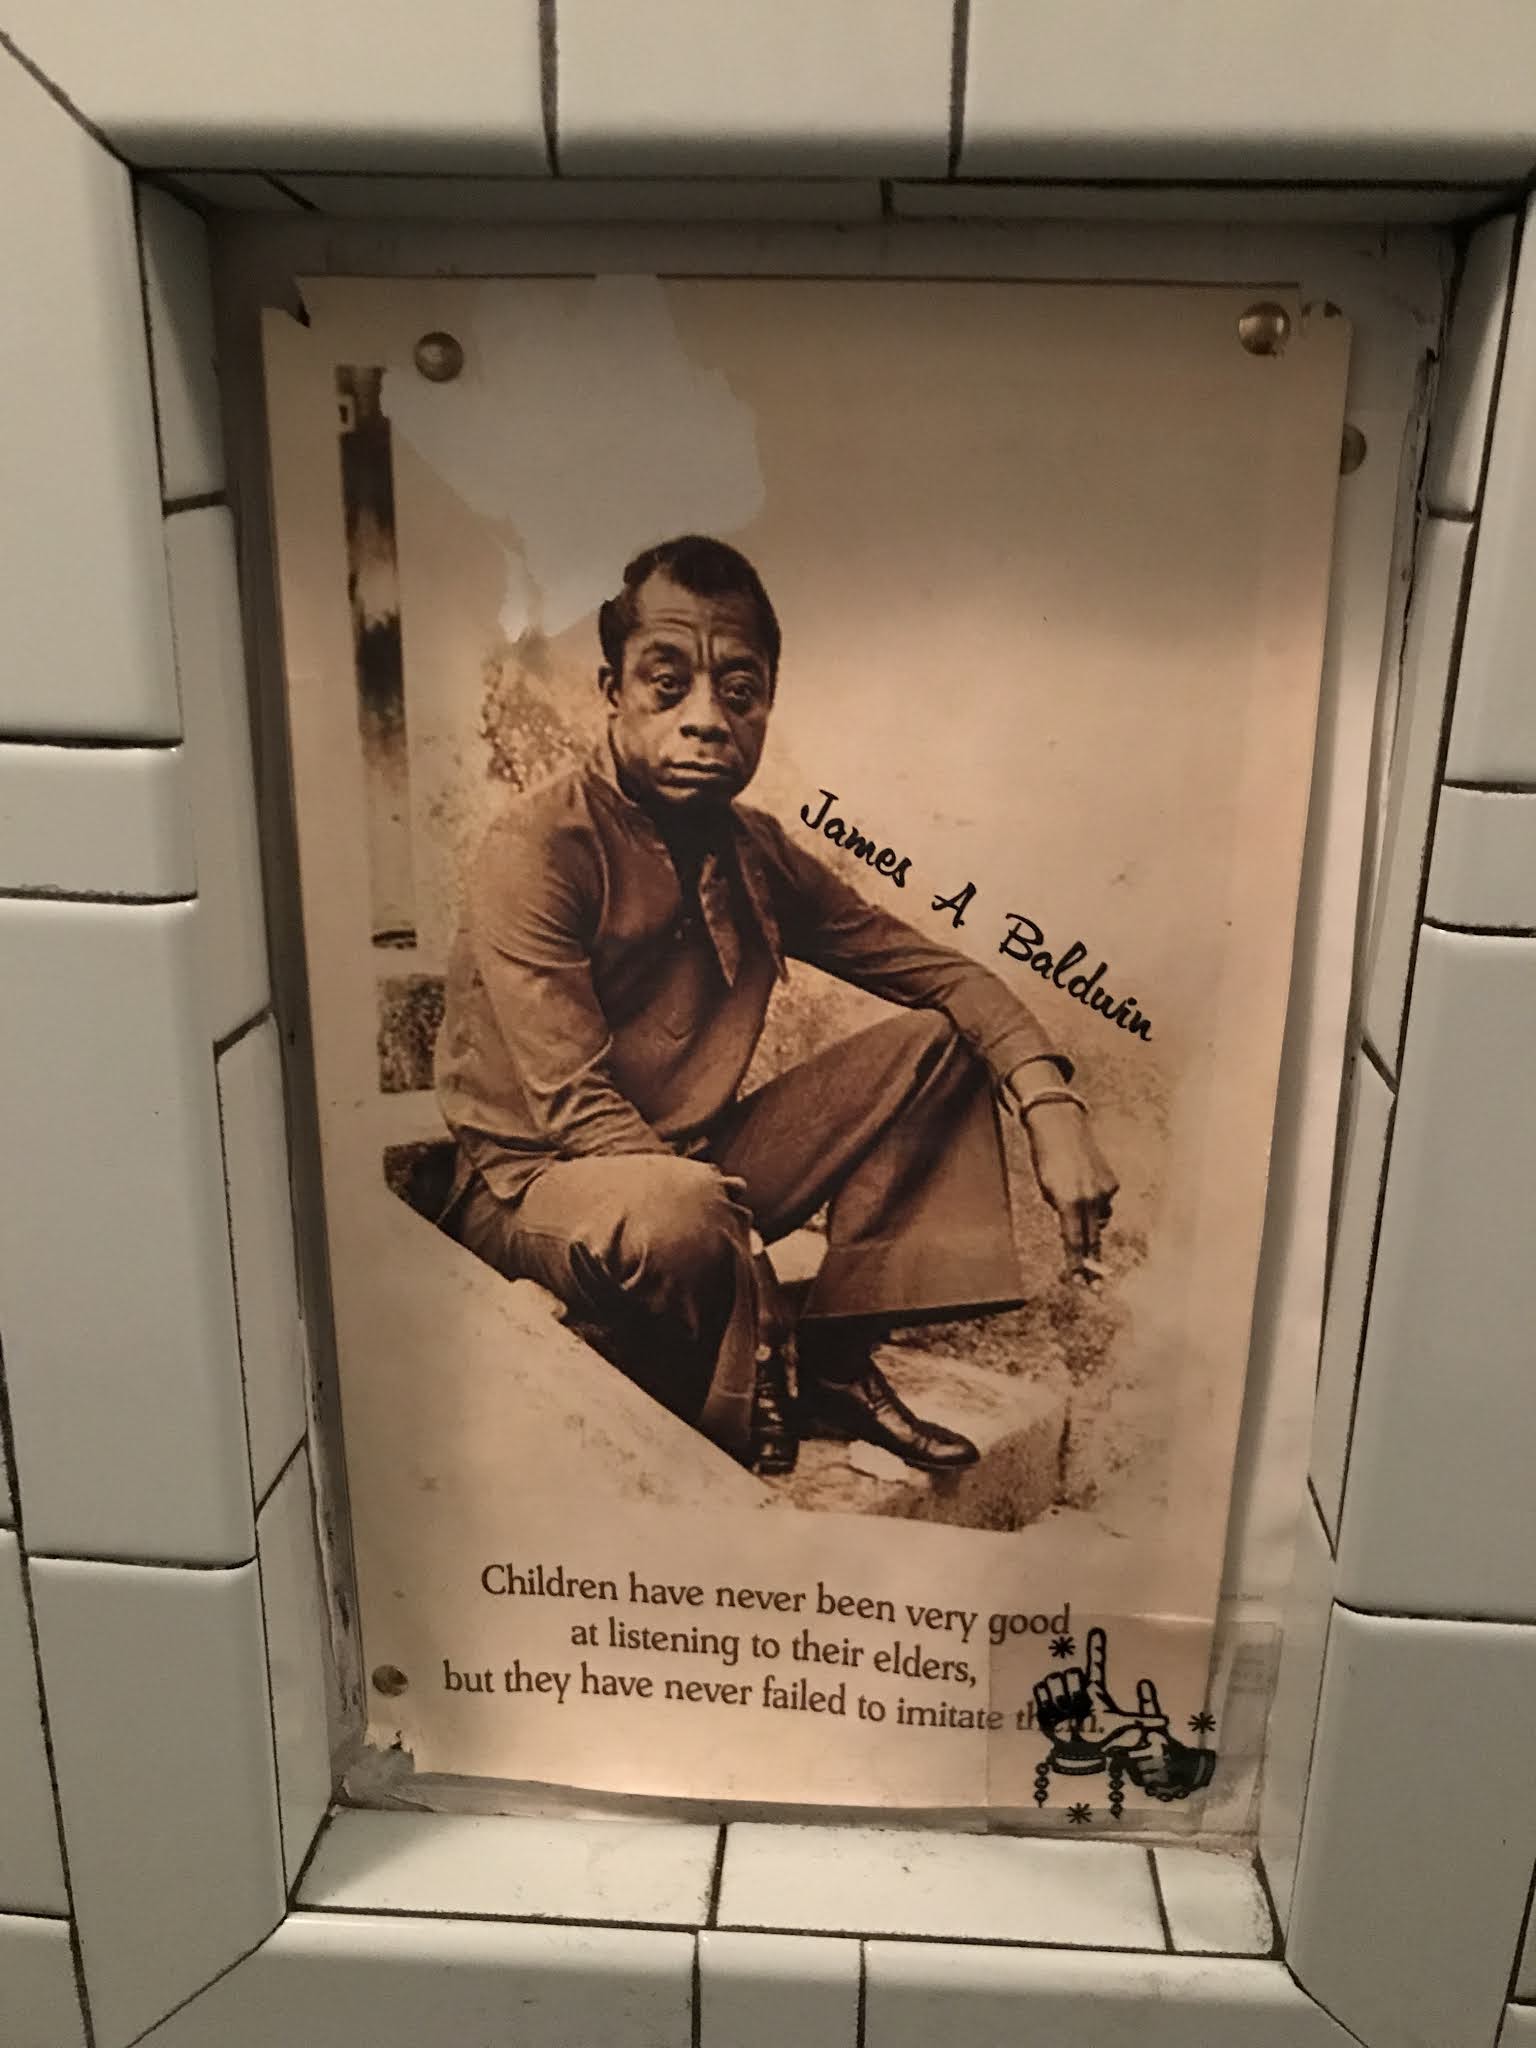 James A Baldwin
Children have never been very good
at listening to their elders,
but they have never failed to imitate them.